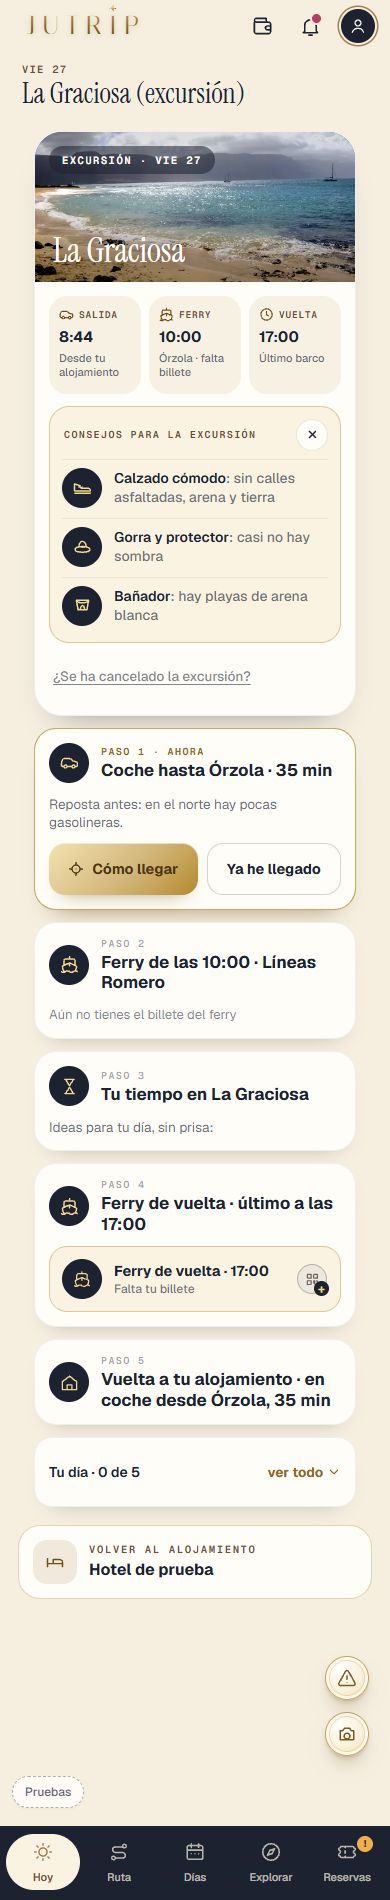 JUTRIP
VIE 27
La Graciosa (excursión)
EXCURSIÓN · VIE 27
La Graciosa
SALIDA
8:44
Desde tu
alojamiento
FERRY
10:00
Órzola · falta
billete
VUELTA
17:00
Último barco
CONSEJOS PARA LA EXCURSIÓN
Calzado cómodo: sin calles
asfaltadas, arena y tierra
Gorra y protector: casi no hay
sombra
Bañador: hay playas de arena
blanca
¿Se ha cancelado la excursión?
PASO 1 · AHORA
Coche hasta Órzola · 35 min
Reposta antes: en el norte hay pocas
gasolineras.
Cómo llegar
Ya he llegado
PASO 2
Ferry de las 10:00 · Líneas
Romero
Aún no tienes el billete del ferry
PASO 3
Tu tiempo en La Graciosa
Ideas para tu día, sin prisa:
PASO 4
Ferry de vuelta · último a las
17:00
Ferry de vuelta · 17:00
Falta tu billete
PASO 5
Vuelta a tu alojamiento · en
coche desde Órzola, 35 min
Tu día · 0 de 5
ver todo
VOLVER AL ALOJAMIENTO
Hotel de prueba
Pruebas
Hoy
Ruta
Días
Explorar
!
Reservas